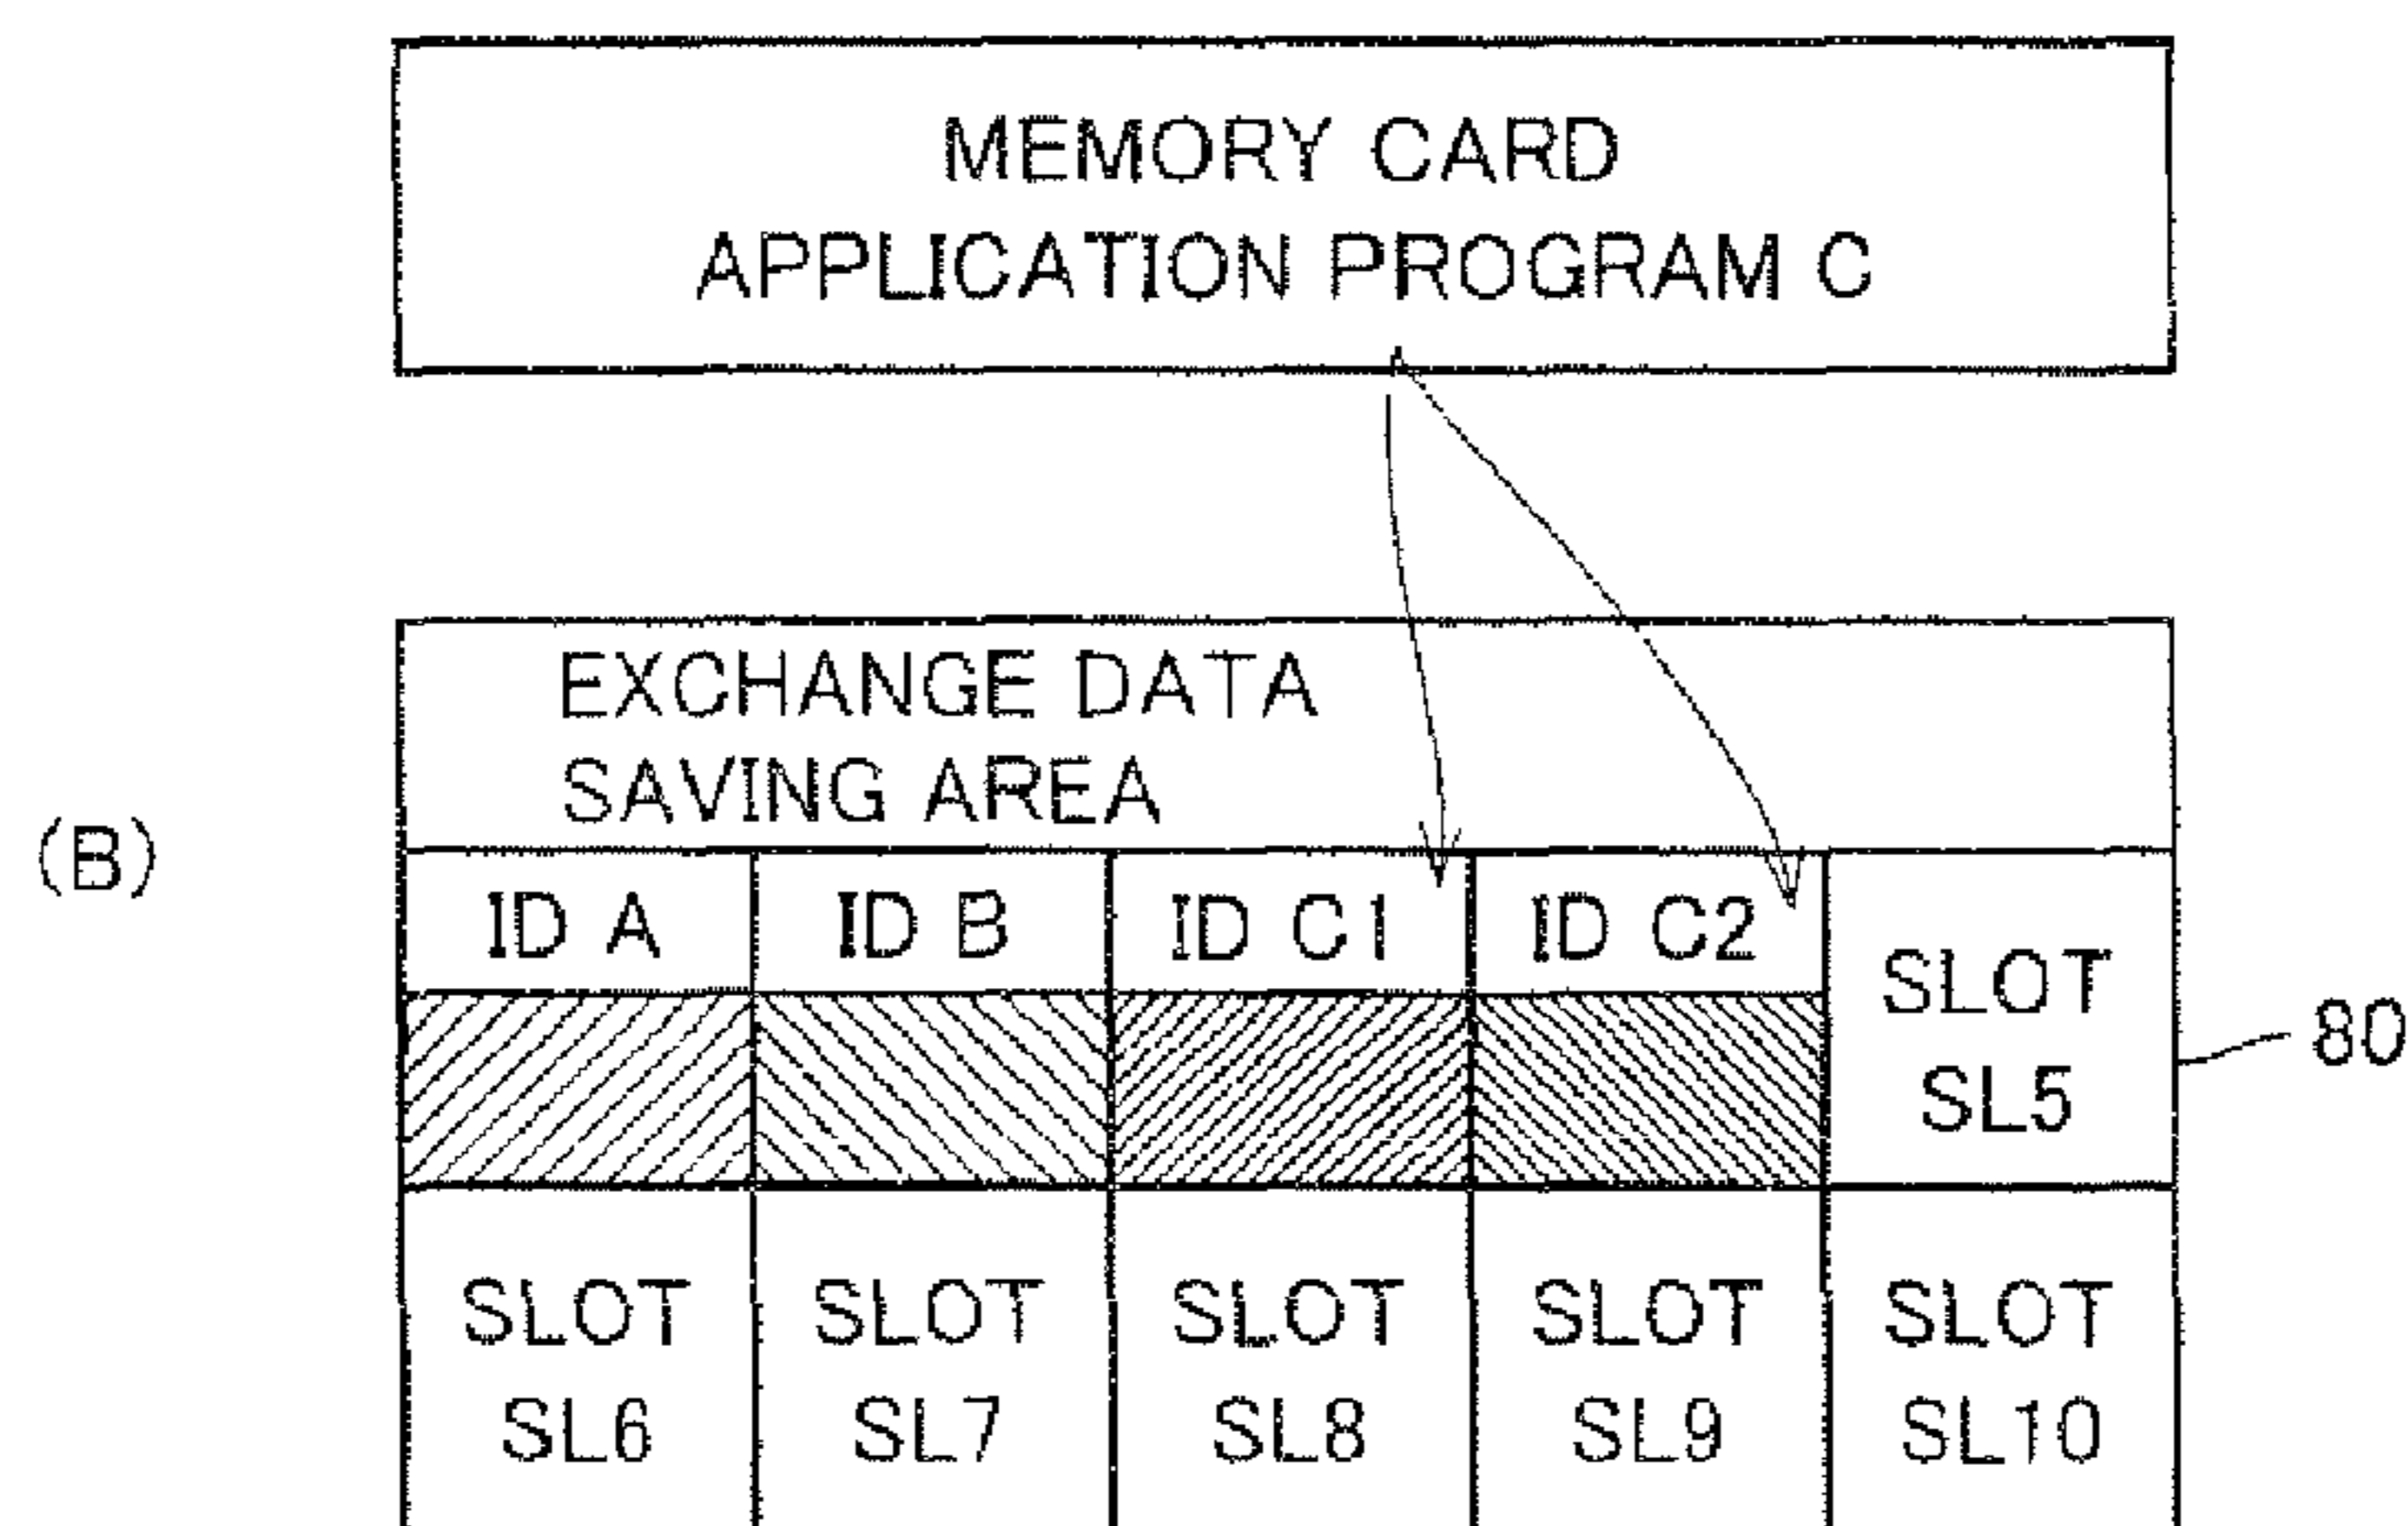 MEMORY CARD
APPLICATION PROGRAM C
EXCHANGE DATA
SAVING AREA
(B)
ID A ID B ID C1 ID C2
SLOT
SL5
80
SLOT SLOT SLOT SLOT SLOT
SL6 SL7 SL8 SL9 SL10